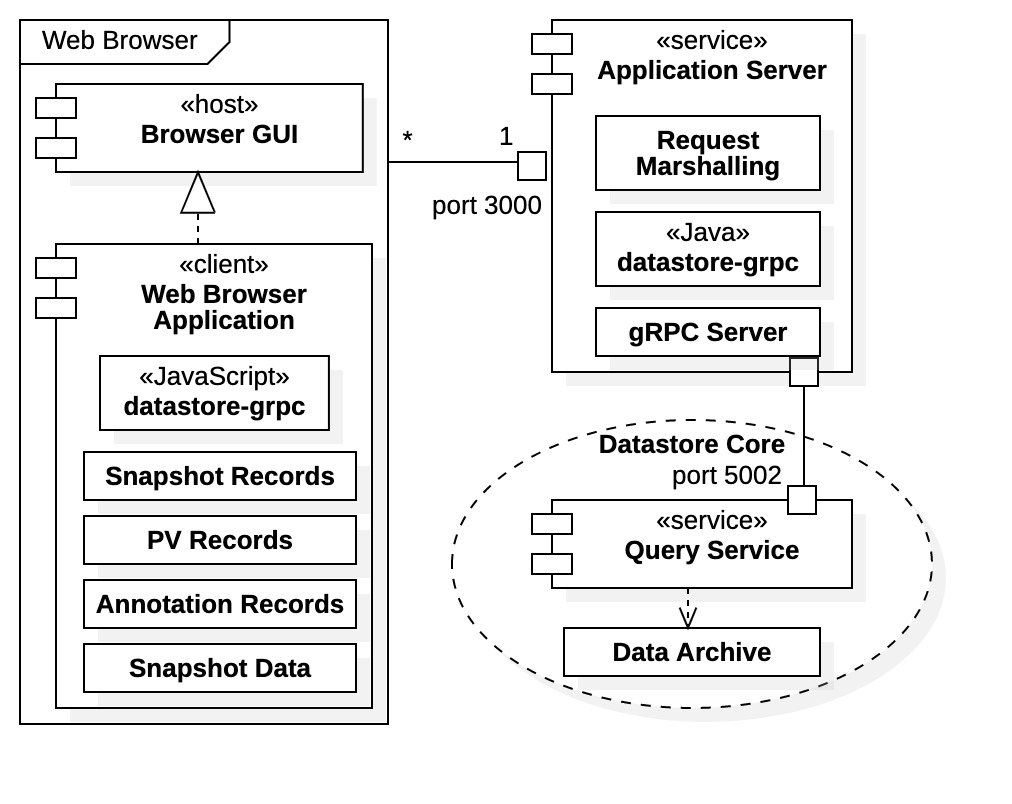 Web Browser
«host»
Browser GUI
«client»
Web Browser
Application
«JavaScript»
datastore-grpc
Snapshot Records
PV Records
Annotation Records
Snapshot Data
*
1
port 3000
«service»
Application Server
Request
Marshalling
«Java»
datastore-grpc
gRPC Server
Datastore Core
port 5002
«service»
Query Service
Data Archive